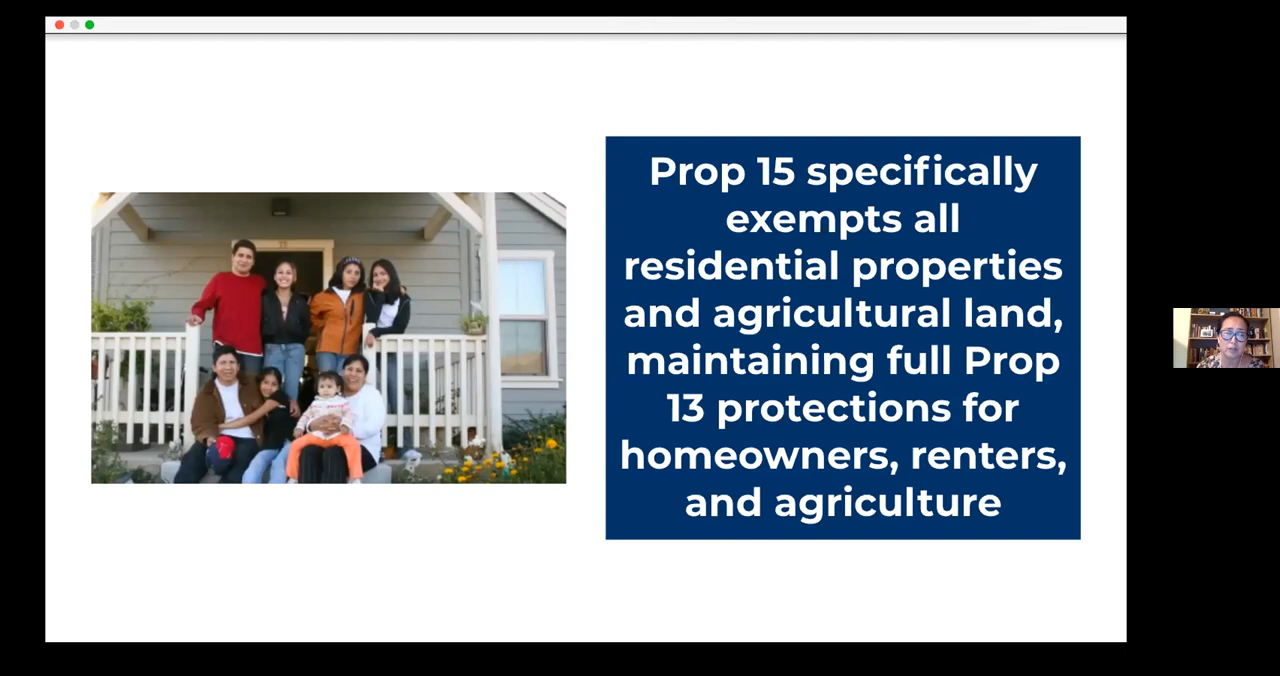 Prop 15 specifically
exempts all
residential properties
and agricultural land,
maintaining full Prop
13 protections for
homeowners, renters,
and agriculture